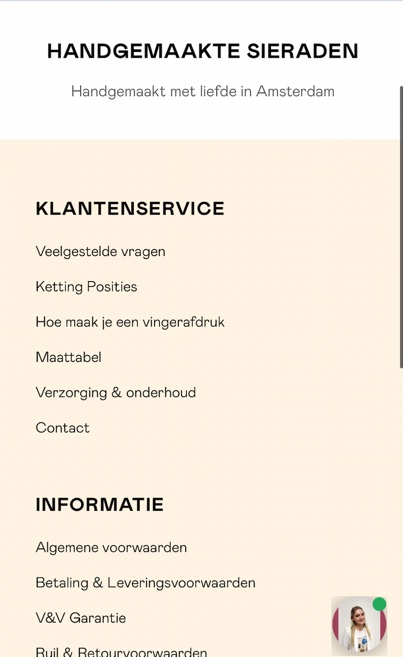 HANDGEMAAKTE SIERADEN
Handgemaakt met liefde in Amsterdam
KLANTENSERVICE
Veelgestelde vragen
Ketting Posities
Hoe maak je een vingerafdruk
Maattabel
Verzorging & onderhoud
Contact
INFORMATIE
Algemene voorwaarden
Betaling & Leveringsvoorwaarden
V&V Garantie
Ruil & Retourvoorwaarden